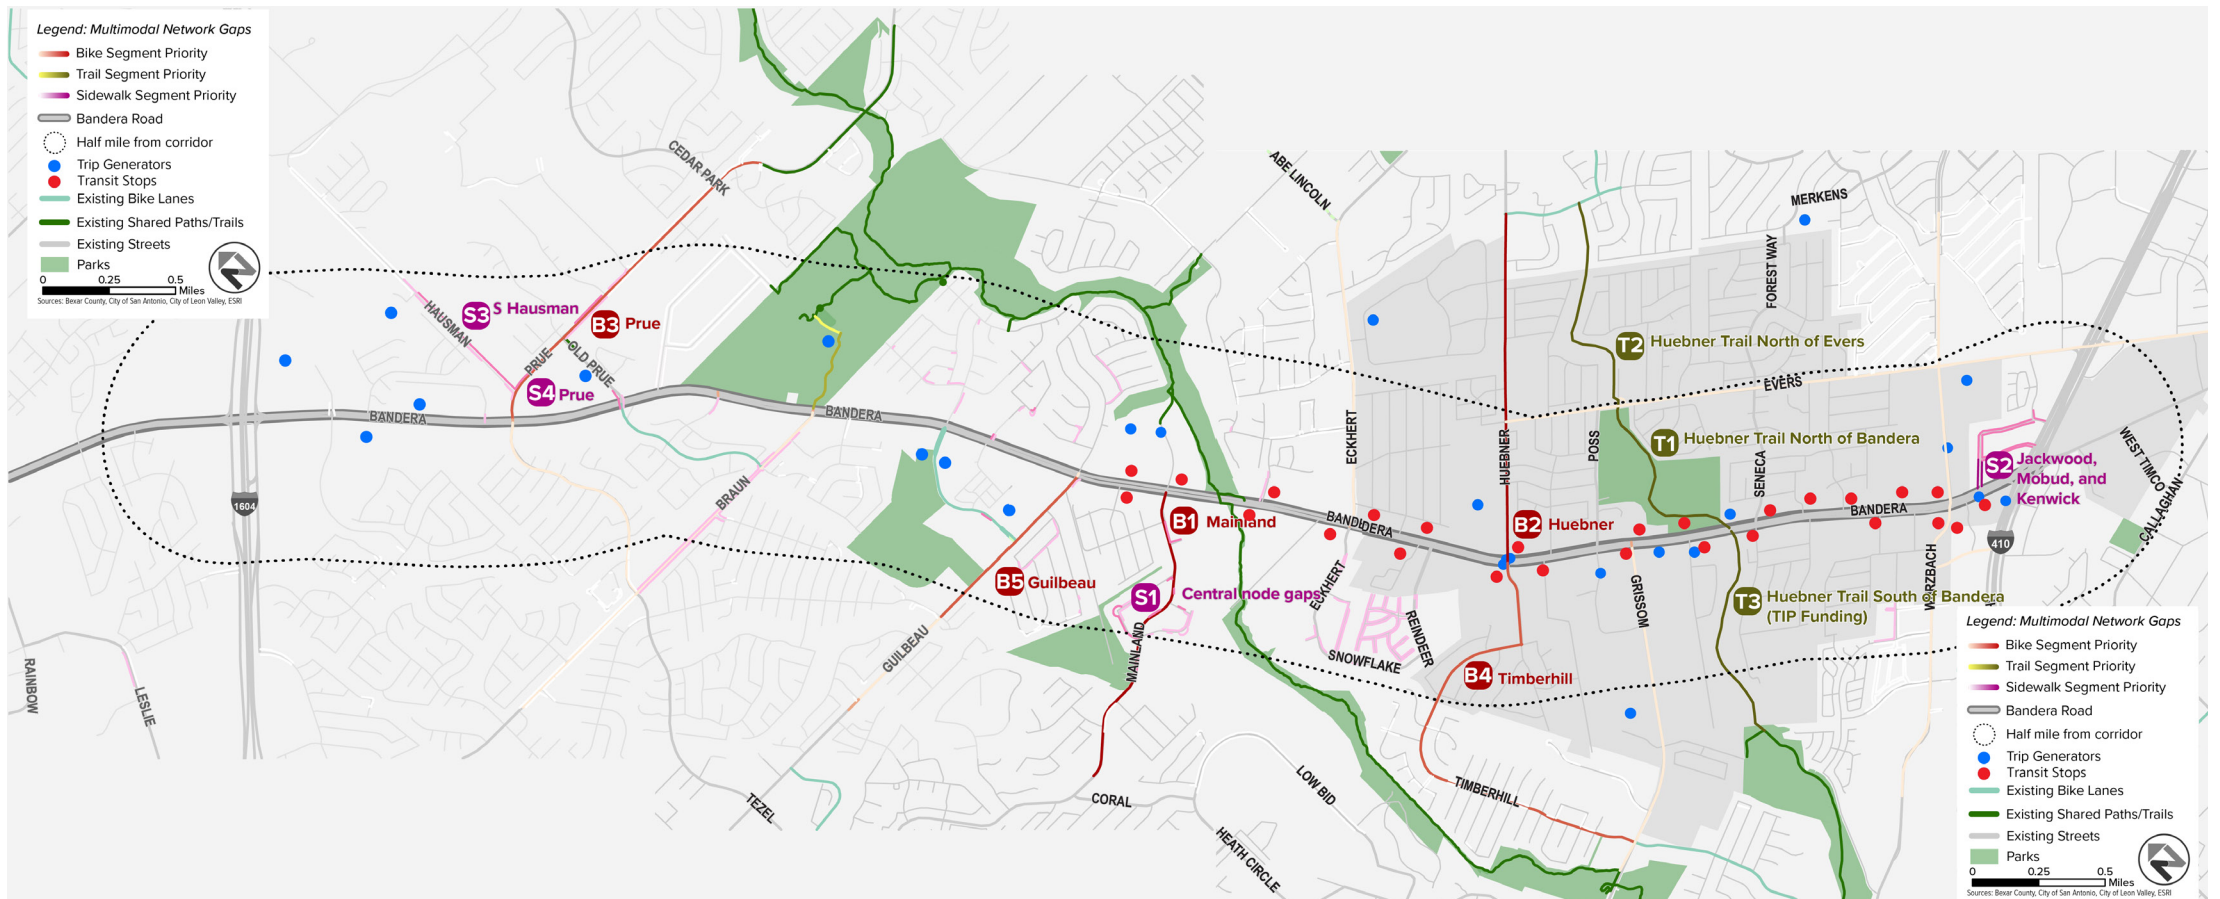 Legend: Multimodal Network Gaps
Bike Segment Priority
Trail Segment Priority
Sidewalk Segment Priority
Bandera Road
Half mile from corridor
Trip Generators
Transit Stops
Existing Bike Lanes
Existing Shared Paths/Trails
Existing Streets
Parks
0 0.25 0.5
Miles
Sources: Bexar County, City of San Antonio, City of Leon Valley, ESRI
CEDAR PARK
HAUSMAN
S3 S Hausman
B3 Prue
PRUE
OLD PRUE
S4 Prue
BANDERA
BANDERA
1604
BRAUN
RAINBOW
LESLIE
TEZEL
GUILBEAU
B5 Guilbeau
B1 Mainland
S1 Central node gaps
MAINLAND
CORAL
HEATH CIRCLE
LOW BID
ABE LINCOLN
ECKHERT
BANDIDERA
ECKHERT
SNOWFLAKE
REINDEER
HUEBNER
B2 Huebner
B4 Timberhill
TIMBERHILL
POSS
GRISSOM
T2 Huebner Trail North of Evers
EVERS
T1 Huebner Trail North of Bandera
SENECA
FOREST WAY
MERKENS
BANDERA
T3 Huebner Trail South of Bandera
(TIP Funding)
WURZBACH
S2 Jackwood,
Mobud, and
Kenwick
410
WEST TIMCO
CALLAGHAN
Legend: Multimodal Network Gaps
Bike Segment Priority
Trail Segment Priority
Sidewalk Segment Priority
Bandera Road
Half mile from corridor
Trip Generators
Transit Stops
Existing Bike Lanes
Existing Shared Paths/Trails
Existing Streets
Parks
0 0.25 0.5
Miles
Sources: Bexar County, City of San Antonio, City of Leon Valley, ESRI